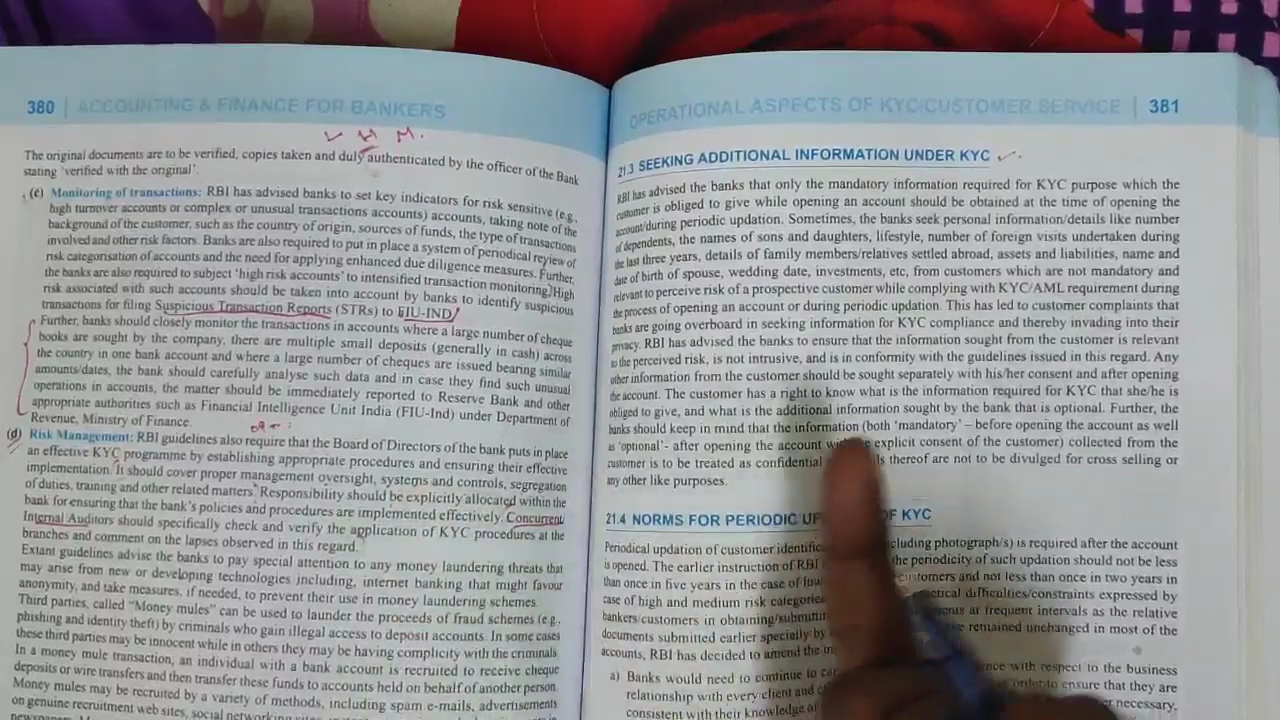 380 | ACCOUNTING & FINANCE FOR BANKERS
L H M.
The original documents are to be verified, copies taken and duly authenticated by the officer of the Bank
stating 'verified with the original'.
(c) Monitoring of transactions: RBI has advised banks to set key indicators for risk sensitive (e.g.,
high turnover accounts or complex or unusual transactions accounts) accounts, taking note of the
background of the customer, such as the country of origin, sources of funds, the type of transactions
involved and other risk factors. Banks are also required to put in place a system of periodical review of
risk categorisation of accounts and the need for applying enhanced due diligence measures. Further,
the banks are also required to subject 'high risk accounts' to intensified transaction monitoring. High
risk associated with such accounts should be taken into account by banks to identify suspicious
transactions for filing Suspicious Transaction Reports (STRs) to FIU-IND
Further, banks should closely monitor the transactions in accounts where a large number of cheque
books are sought by the company, there are multiple small deposits (generally in cash) across
the country in one bank account and where a large number of cheques are issued bearing similar
amounts/dates, the bank should carefully analyse such data and in case they find such unusual
operations in accounts, the matter should be immediately reported to Reserve Bank and other
appropriate authorities such as Financial Intelligence Unit India (FIU-Ind) under Department of
Revenue, Ministry of Finance.
(d) Risk Management: RBI guidelines also require that the Board of Directors of the bank puts in place
an effective KYC programme by establishing appropriate procedures and ensuring their effective
implementation. It should cover proper management oversight, systems and controls, segregation
of duties, training and other related matters. Responsibility should be explicitly allocated within the
bank for ensuring that the bank's policies and procedures are implemented effectively. Concurrent
Internal Auditors should specifically check and verify the application of KYC procedures at the
branches and comment on the lapses observed in this regard.
Extant guidelines advise the banks to pay special attention to any money laundering threats that
may arise from new or developing technologies including, internet banking that might favour
anonymity, and take measures, if needed, to prevent their use in money laundering schemes.
Third parties, called "Money mules" can be used to launder the proceeds of fraud schemes (e.g.,
phishing and identity theft) by criminals who gain illegal access to deposit accounts. In some cases
these third parties may be innocent while in others they may be having complicity with the criminals
In a money mule transaction, an individual with a bank account is recruited to receive cheque
deposits or wire transfers and then transfer these funds to accounts held on behalf of another person
Money mules may be recruited by a variety of methods, including spam e-mails, advertisements
on genuine recruitment web sites, social networking sites,
OPERATIONAL ASPECTS OF KYC/CUSTOMER SERVICE | 381
21.3 SEEKING ADDITIONAL INFORMATION UNDER KYC
RBI has advised the banks that only the mandatory information required for KYC purpose which the
customer is obliged to give while opening an account should be obtained at the time of opening the
account/during periodic updation. Sometimes, the banks seek personal information/details like number
of dependents, the names of sons and daughters, lifestyle, number of foreign visits undertaken during
the last three years, details of family members/relatives settled abroad, assets and liabilities, name and
date of birth of spouse, wedding date, investments, etc, from customers which are not mandatory and
relevant to perceive risk of a prospective customer while complying with KYC/AML requirement during
the process of opening an account or during periodic updation. This has led to customer complaints that
banks are going overboard in seeking information for KYC compliance and thereby invading into their
privacy. RBI has advised the banks to ensure that the information sought from the customer is relevant
to the perceived risk, is not intrusive, and is in conformity with the guidelines issued in this regard. Any
other information from the customer should be sought separately with his/her consent and after opening
the account. The customer has a right to know what is the information required for KYC that she/he is
obliged to give, and what is the additional information sought by the bank that is optional. Further, the
banks should keep in mind that the information (both 'mandatory' – before opening the account as well
as 'optional'- after opening the account explicit consent of the customer) collected from the
customer is to be treated as confidential thereof are not to be divulged for cross selling or
any other like purposes.
21.4 NORMS FOR PERIODIC OF KYC
Periodical updation of customer photograph/s) is required after the account
is opened. The earlier instruction of RBI periodicity of such updation should not be less
than once in five years in the case of customers and not less than once in two years in
case of high and medium risk difficulties/constraints expressed by
bankers/customers in at frequent intervals as the relative
documents submitted earlier specially by remained unchanged in most of the
accounts, RBI has decided to amend the
a) Banks would need to continue to with respect to the business
relationship with every client and to ensure that they are
consistent with their knowledge of necessary,